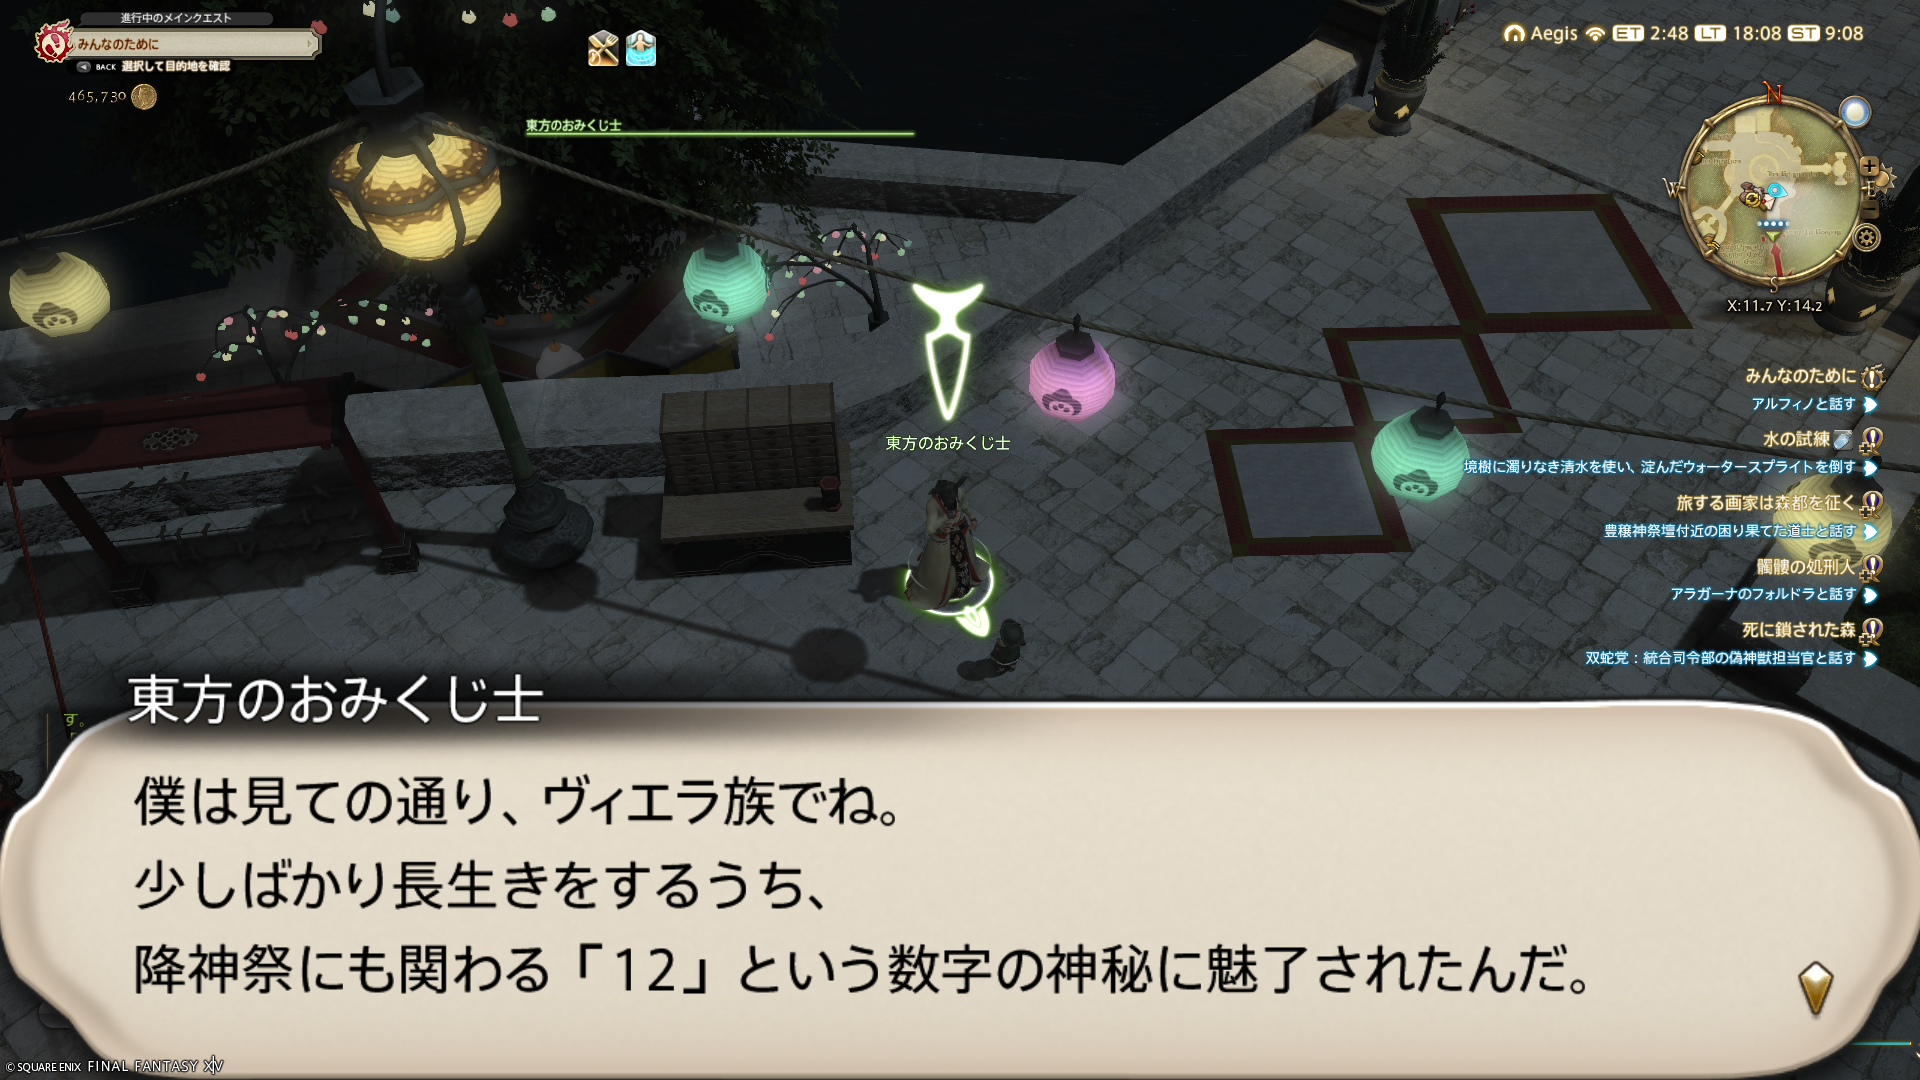 進行中のメインクエスト
みんなのために
BACK 選択して目的地を確認
465,730
Aegis ET 2:48 LT 18:08 ST 9:08
東方のおみくじ士
N
W
E
S
X:11.7 Y:14.2
みんなのために
アルフィノと話す
水の試練
境樹に濁りなき清水を使い、淀んだウォータースプライトを倒す
旅する画家は森都を征く
豊穣神祭壇付近の困り果てた道士と話す
髑髏の処刑人
アラガーナのフォルドラと話す
死に鎖された森
双蛇党：統合司令部の偽神獣担当官と話す
東方のおみくじ士
す。
東方のおみくじ士
僕は見ての通り、ヴィエラ族でね。
少しばかり長生きをするうち、
降神祭にも関わる「12」という数字の神秘に魅了されたんだ。
© SQUARE ENIX FINAL FANTASY XIV